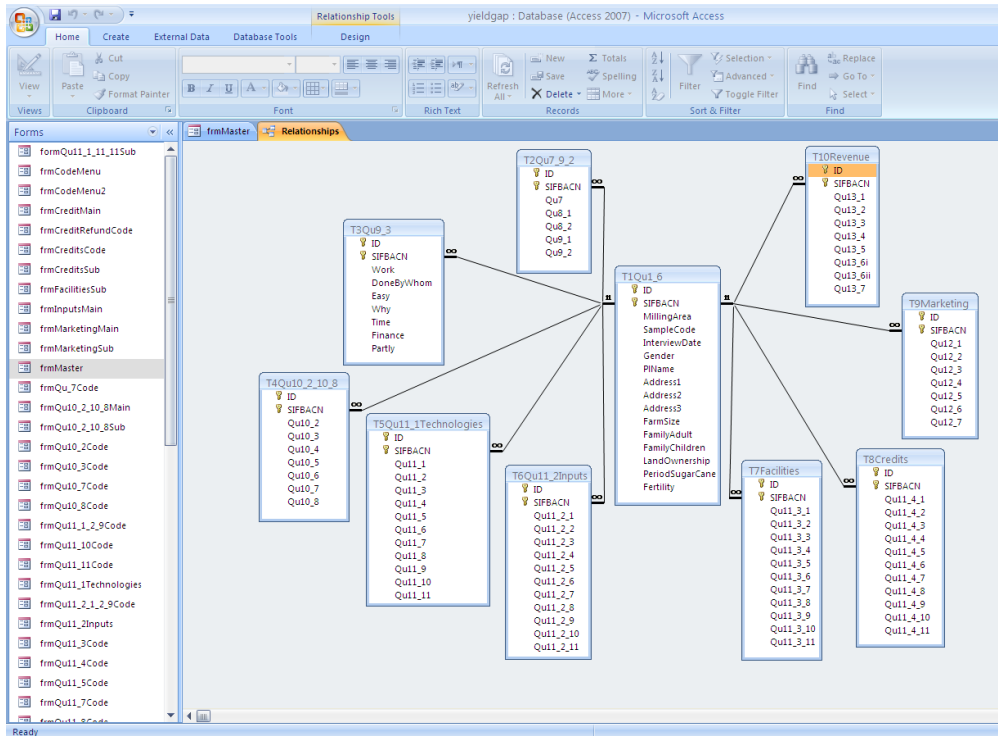 Relationship Tools
yieldgap : Database (Access 2007) - Microsoft Access
Home
Create
External Data
Database Tools
Design
View
Views
Paste
Cut
Copy
Format Painter
Clipboard
B I U A
Font
ab
Rich Text
Refresh
All
New
Save
Delete
Σ Totals
Spelling
More
Records
Filter
Selection
Advanced
Toggle Filter
Sort & Filter
Find
Replace
Go To
Select
Find
Forms
formQu11_1_11_11Sub
frmCodeMenu
frmCodeMenu2
frmCreditMain
frmCreditRefundCode
frmCreditsCode
frmCreditsSub
frmFacilitiesSub
frmInputsMain
frmMarketingMain
frmMarketingSub
frmMaster
frmQu_7Code
frmQu10_2_10_8Main
frmQu10_2_10_8Sub
frmQu10_2Code
frmQu10_3Code
frmQu10_7Code
frmQu10_8Code
frmQu11_1_2_9Code
frmQu11_10Code
frmQu11_11Code
frmQu11_1Technologies
frmQu11_2_1_2_9Code
frmQu11_2Inputs
frmQu11_3Code
frmQu11_4Code
frmQu11_5Code
frmQu11_7Code
frmQu11_8Code
frmMaster
Relationships
T2Qu7_9_2
ID
SIFBACN
Qu7
Qu8_1
Qu8_2
Qu9_1
Qu9_2
T10Revenue
ID
SIFBACN
Qu13_1
Qu13_2
Qu13_3
Qu13_4
Qu13_5
Qu13_6i
Qu13_6ii
Qu13_7
T3Qu9_3
ID
SIFBACN
Work
DoneByWhom
Easy
Why
Time
Finance
Partly
T1Qu1_6
ID
SIFBACN
MillingArea
SampleCode
InterviewDate
Gender
PlName
Address1
Address2
Address3
FarmSize
FamilyAdult
FamilyChildren
LandOwnership
PeriodSugarCane
Fertility
T9Marketing
ID
SIFBACN
Qu12_1
Qu12_2
Qu12_3
Qu12_4
Qu12_5
Qu12_6
Qu12_7
T4Qu10_2_10_8
ID
SIFBACN
Qu10_2
Qu10_3
Qu10_4
Qu10_5
Qu10_6
Qu10_7
Qu10_8
T5Qu11_1Technologies
ID
SIFBACN
Qu11_1
Qu11_2
Qu11_3
Qu11_4
Qu11_5
Qu11_6
Qu11_7
Qu11_8
Qu11_9
Qu11_10
Qu11_11
T6Qu11_2Inputs
ID
SIFBACN
Qu11_2_1
Qu11_2_2
Qu11_2_3
Qu11_2_4
Qu11_2_5
Qu11_2_6
Qu11_2_7
Qu11_2_8
Qu11_2_9
Qu11_2_10
Qu11_2_11
T7Facilities
ID
SIFBACN
Qu11_3_1
Qu11_3_2
Qu11_3_3
Qu11_3_4
Qu11_3_5
Qu11_3_6
Qu11_3_7
Qu11_3_8
Qu11_3_9
Qu11_3_10
Qu11_3_11
T8Credits
ID
SIFBACN
Qu11_4_1
Qu11_4_2
Qu11_4_3
Qu11_4_4
Qu11_4_5
Qu11_4_6
Qu11_4_7
Qu11_4_8
Qu11_4_9
Qu11_4_10
Qu11_4_11
Ready